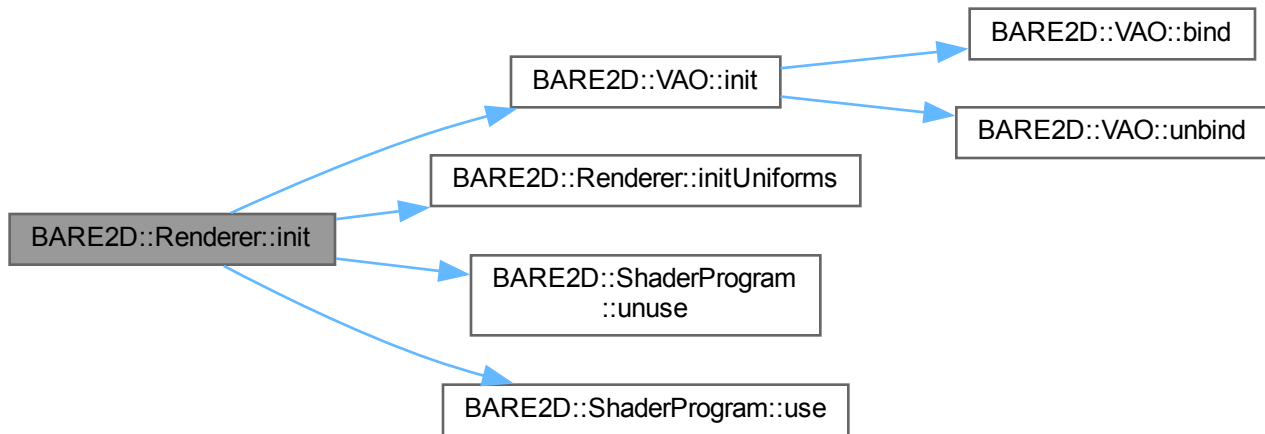 BARE2D::VAO::bind
BARE2D::VAO::init
BARE2D::VAO::unbind
BARE2D::Renderer::initUniforms
BARE2D::Renderer::init
BARE2D::ShaderProgram
::unuse
BARE2D::ShaderProgram::use